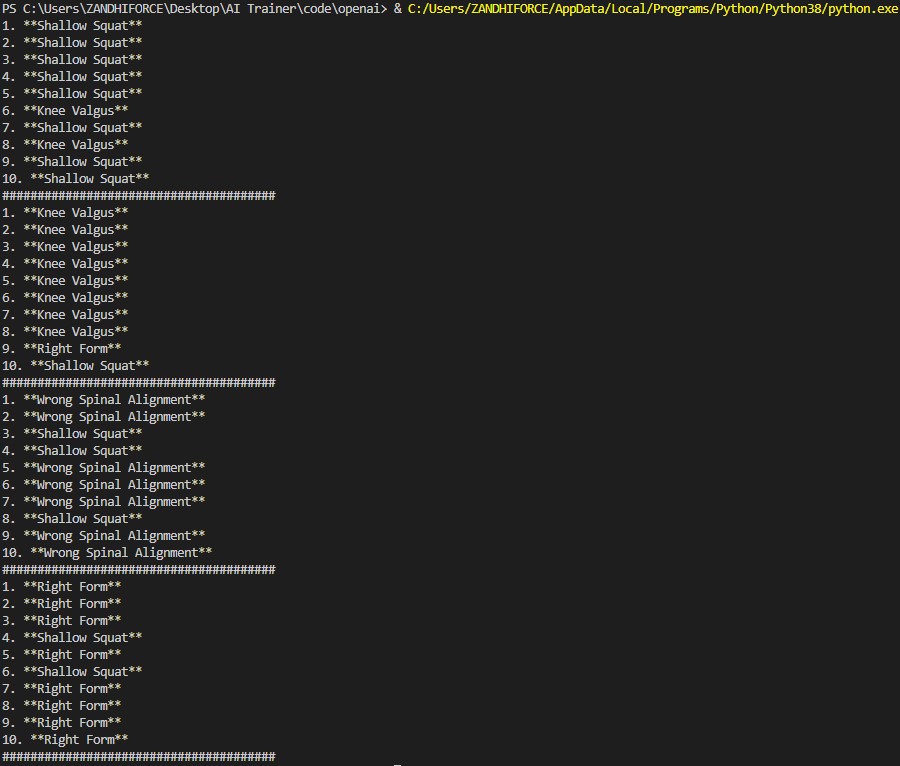 PS C:\Users\ZANDHIFORCE\Desktop\AI Trainer\code\openai> & C:/Users/ZANDHIFORCE/AppData/Local/Programs/Python/Python38/python.exe
1. **Shallow Squat**
2. **Shallow Squat**
3. **Shallow Squat**
4. **Shallow Squat**
5. **Shallow Squat**
6. **Knee Valgus**
7. **Shallow Squat**
8. **Knee Valgus**
9. **Shallow Squat**
10. **Shallow Squat**
#######################################
1. **Knee Valgus**
2. **Knee Valgus**
3. **Knee Valgus**
4. **Knee Valgus**
5. **Knee Valgus**
6. **Knee Valgus**
7. **Knee Valgus**
8. **Knee Valgus**
9. **Right Form**
10. **Shallow Squat**
#######################################
1. **Wrong Spinal Alignment**
2. **Wrong Spinal Alignment**
3. **Shallow Squat**
4. **Shallow Squat**
5. **Wrong Spinal Alignment**
6. **Wrong Spinal Alignment**
7. **Wrong Spinal Alignment**
8. **Shallow Squat**
9. **Wrong Spinal Alignment**
10. **Wrong Spinal Alignment**
#######################################
1. **Right Form**
2. **Right Form**
3. **Right Form**
4. **Shallow Squat**
5. **Right Form**
6. **Shallow Squat**
7. **Right Form**
8. **Right Form**
9. **Right Form**
10. **Right Form**
#######################################